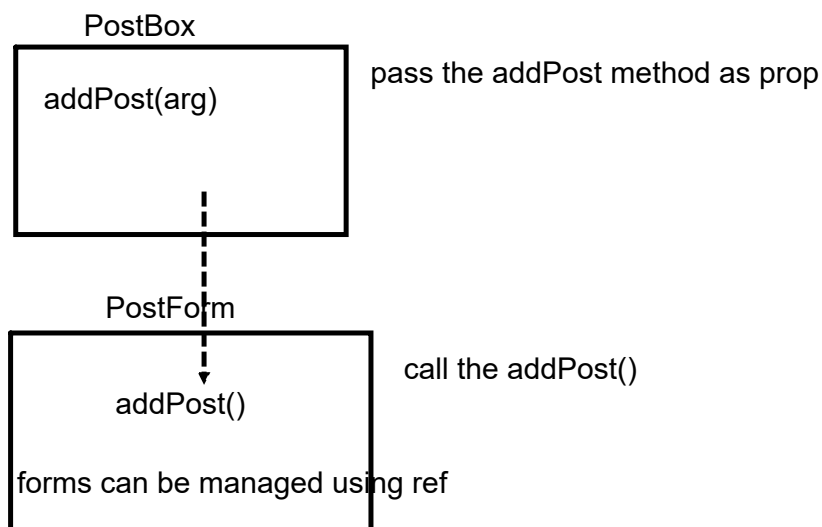 PostBox
pass the addPost method as prop
addPost(arg)
PostForm
call the addPost()
addPost()
forms can be managed using ref